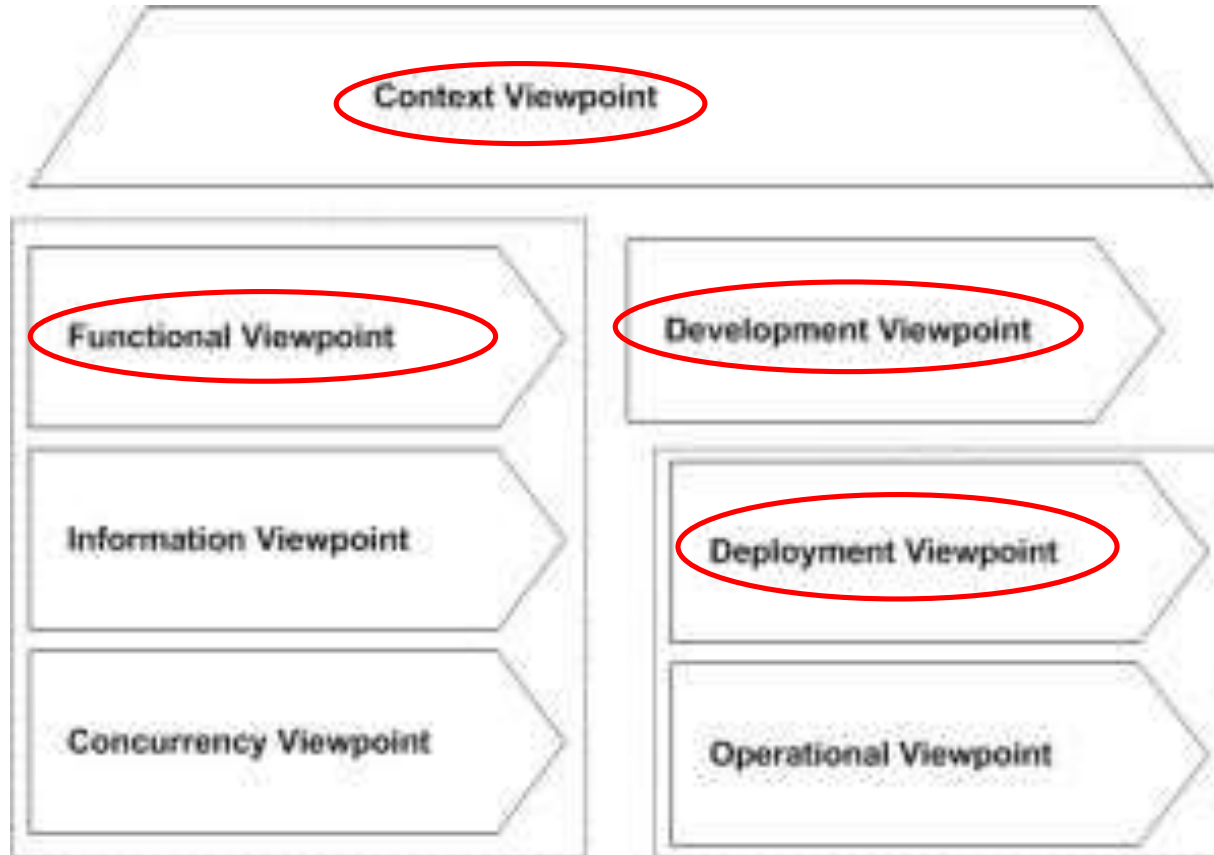 Context Viewpoint
Functional Viewpoint
Information Viewpoint
Concurrency Viewpoint
Development Viewpoint
Deployment Viewpoint
Operational Viewpoint